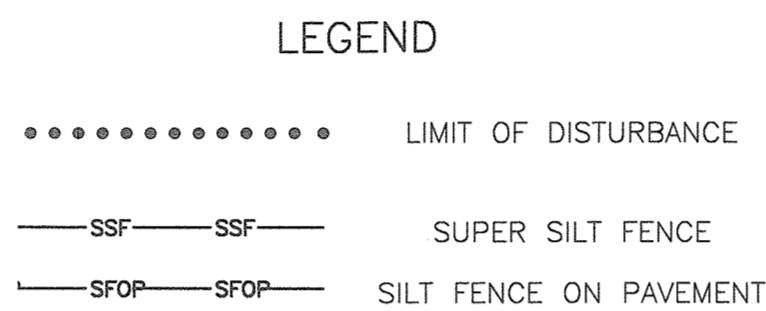 LEGEND
LIMIT OF DISTURBANCE
SSF SSF SUPER SILT FENCE
SFOP SFOP SILT FENCE ON PAVEMENT